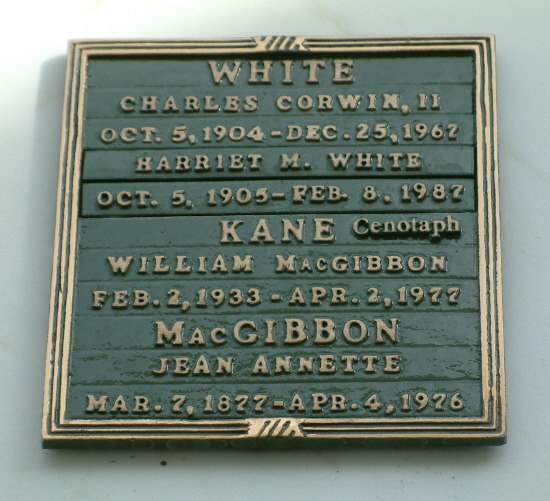 WHITE
CHARLES CORWIN, II
OCT. 5, 1904 - DEC. 25, 1967
HARRIET M. WHITE
OCT. 5, 1905 - FEB. 8, 1987
KANE Cenotaph
WILLIAM MACGIBBON
FEB. 2, 1933 - APR. 2, 1977
MACGIBBON
JEAN ANNETTE
MAR. 7, 1877 - APR. 4, 1976